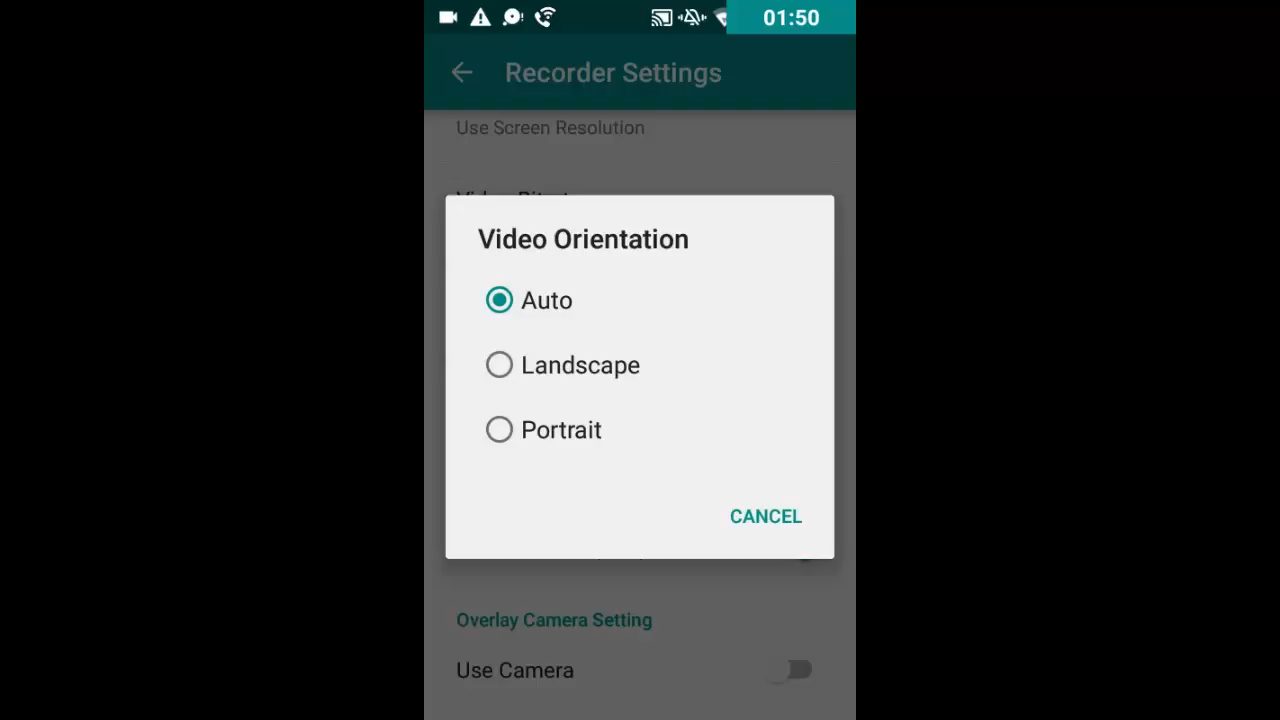 01:50
Recorder Settings
Use Screen Resolution
Video Orientation
Auto
Landscape
Portrait
CANCEL
Overlay Camera Setting
Use Camera